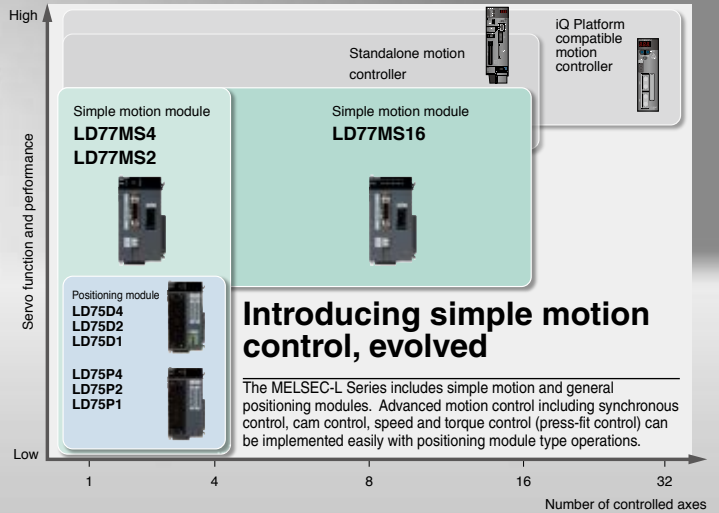 High
Servo function and performance
Low
iQ Platform
compatible
motion
controller
Standalone motion
controller
Simple motion module
LD77MS4
LD77MS2
Simple motion module
LD77MS16
Positioning module
LD75D4
LD75D2
LD75D1
LD75P4
LD75P2
LD75P1
Introducing simple motion
control, evolved
The MELSEC-L Series includes simple motion and general
positioning modules. Advanced motion control including synchronous
control, cam control, speed and torque control (press-fit control) can
be implemented easily with positioning module type operations.
1
4
8
16
32
Number of controlled axes